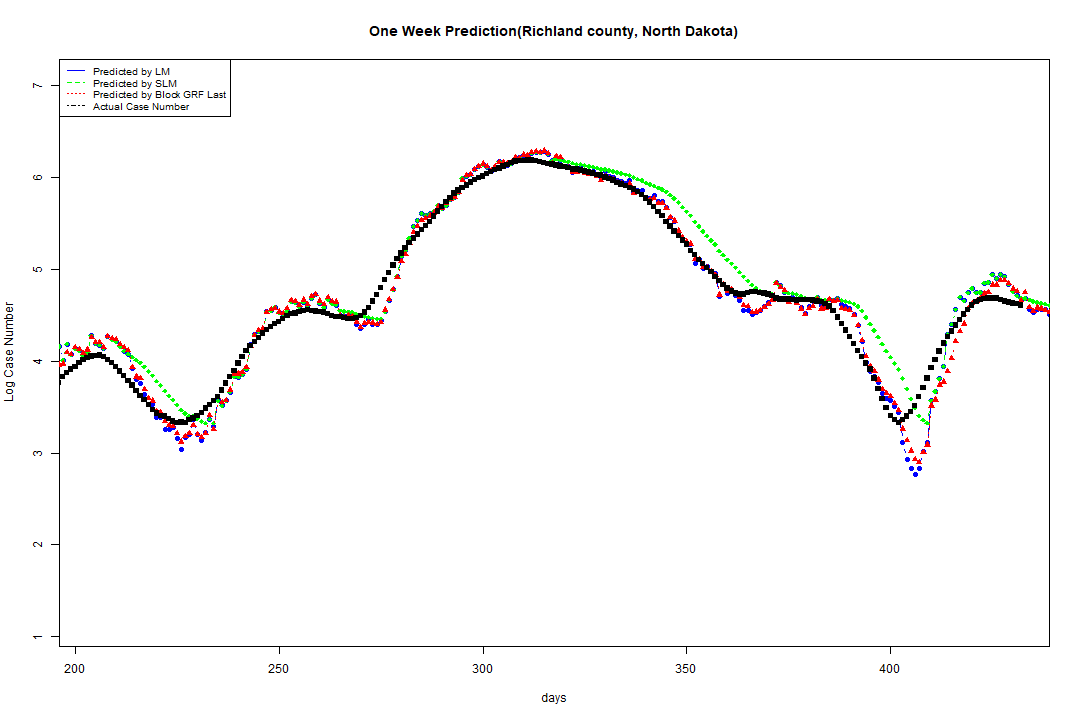 One Week Prediction(Richland county, North Dakota)
Predicted by LM
Predicted by SLM
Predicted by Block GRF Last
Actual Case Number
7
6
5
4
3
2
1
Log Case Number
200 250 300 350 400
days